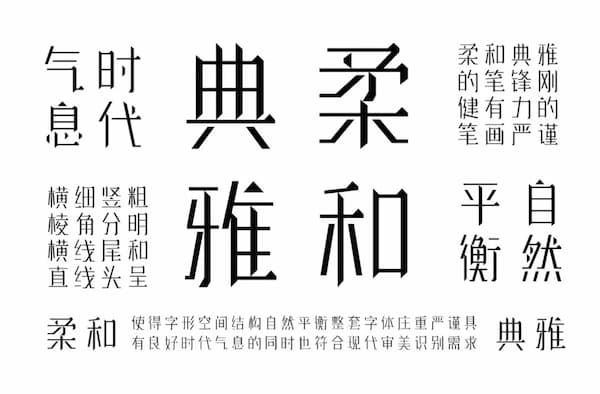 时代
气息
柔和
典雅
柔和典雅
的笔锋刚
健有力的
笔画严谨
横细竖粗
棱角分明
横线尾和
直线头呈
自然
平衡
柔和
使得字形空间结构自然平衡整套字体庄重严谨具
有良好时代气息的同时也符合现代审美识别需求
典雅